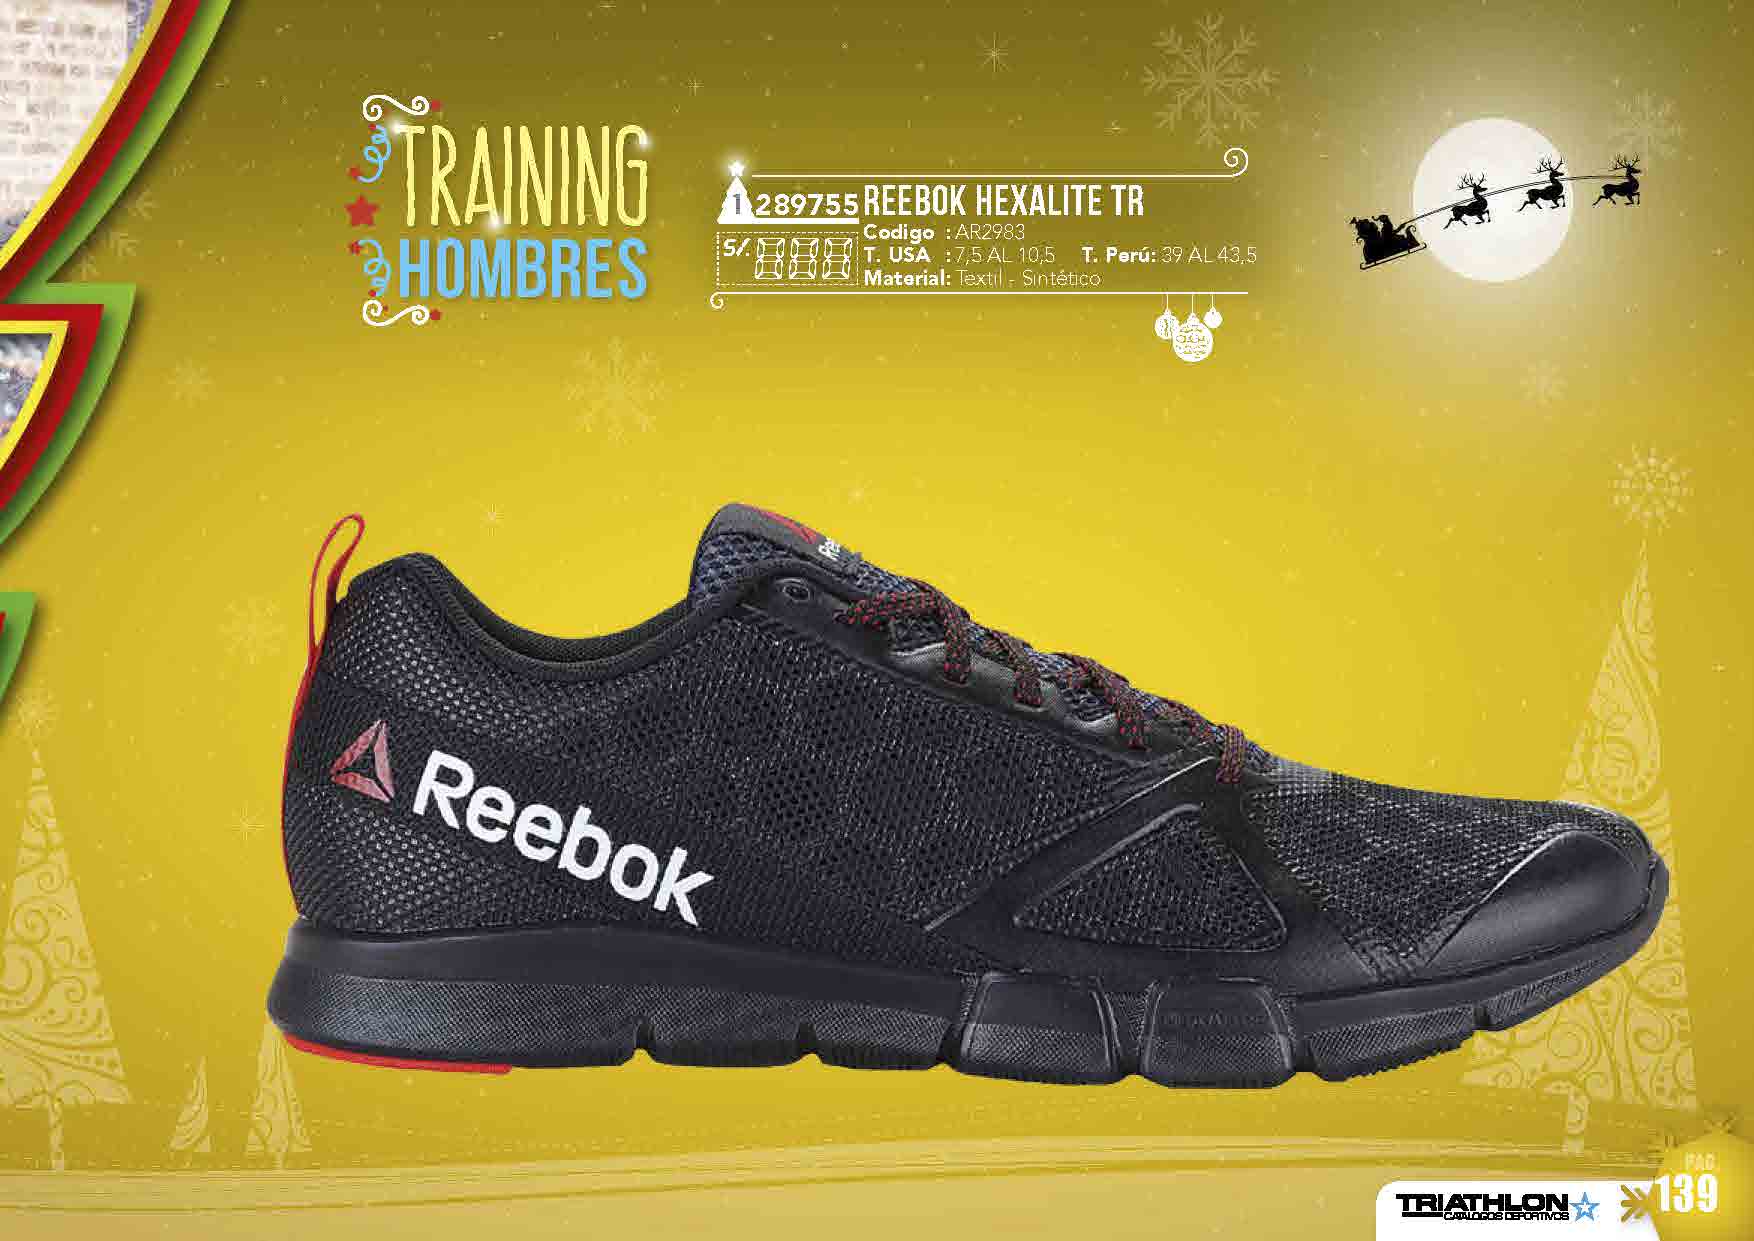 TRAINING
HOMBRES
1 289755 REEBOK HEXALITE TR
Codigo : AR2983
S/. T. USA : 7,5 AL 10,5 T. Perú: 39 AL 43,5
Material: Textil - Sintético
Reebok
PAG
139
TRIATHLON
CATALOGOS DEPORTIVOS